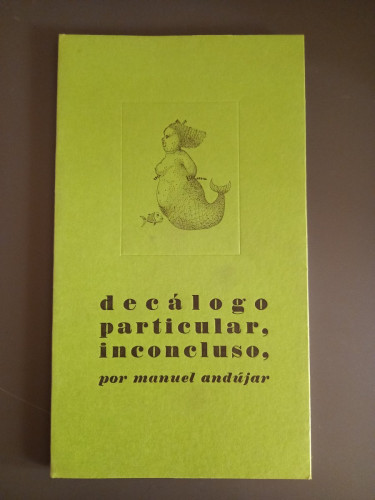 decálogo
particular,
inconcluso,
por manuel andújar